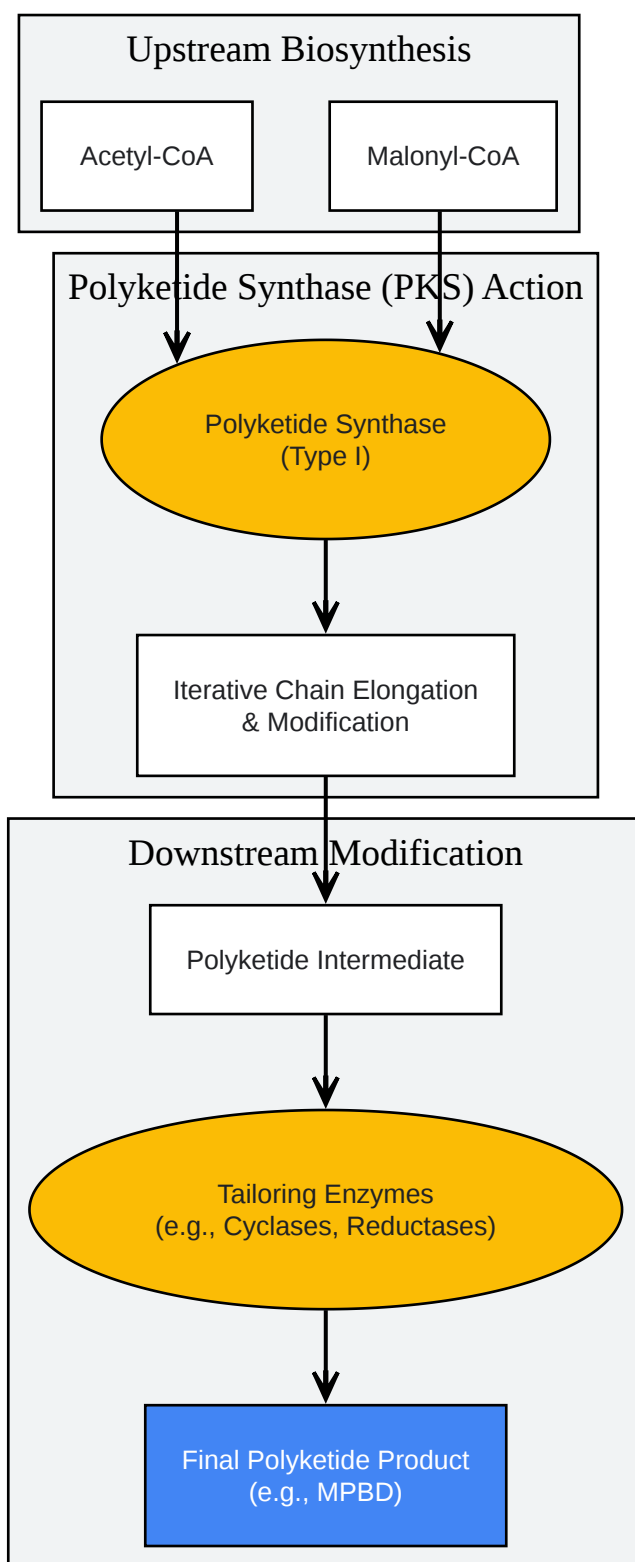 Upstream Biosynthesis
Acetyl-CoA
Malonyl-CoA
Polyketide Synthase (PKS) Action
Polyketide Synthase
(Type I)
Iterative Chain Elongation
& Modification
Downstream Modification
Polyketide Intermediate
Tailoring Enzymes
(e.g., Cyclases, Reductases)
Final Polyketide Product
(e.g., MPBD)